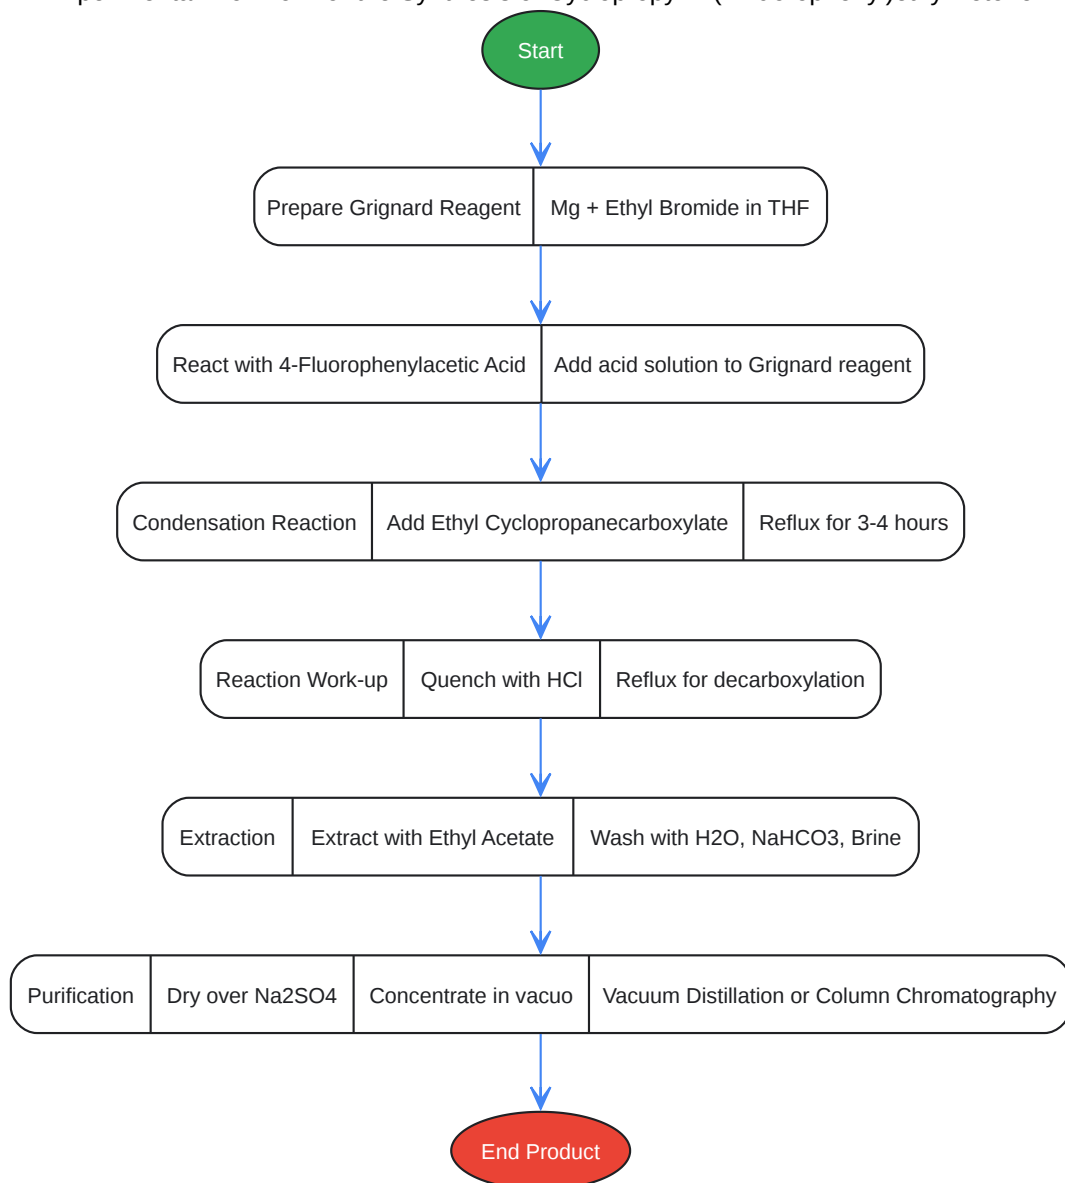 Start
Prepare Grignard Reagent Mg + Ethyl Bromide in THF
React with 4-Fluorophenylacetic Acid Add acid solution to Grignard reagent
Condensation Reaction Add Ethyl Cyclopropanecarboxylate Reflux for 3-4 hours
Reaction Work-up Quench with HCl Reflux for decarboxylation
Extraction Extract with Ethyl Acetate Wash with H2O, NaHCO3, Brine
Purification Dry over Na2SO4 Concentrate in vacuo Vacuum Distillation or Column Chromatography
End Product